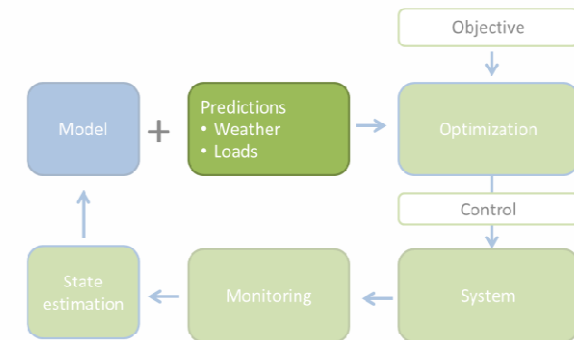 Objective
Model
+
Predictions
• Weather
• Loads
Optimization
Control
State
estimation
Monitoring
System